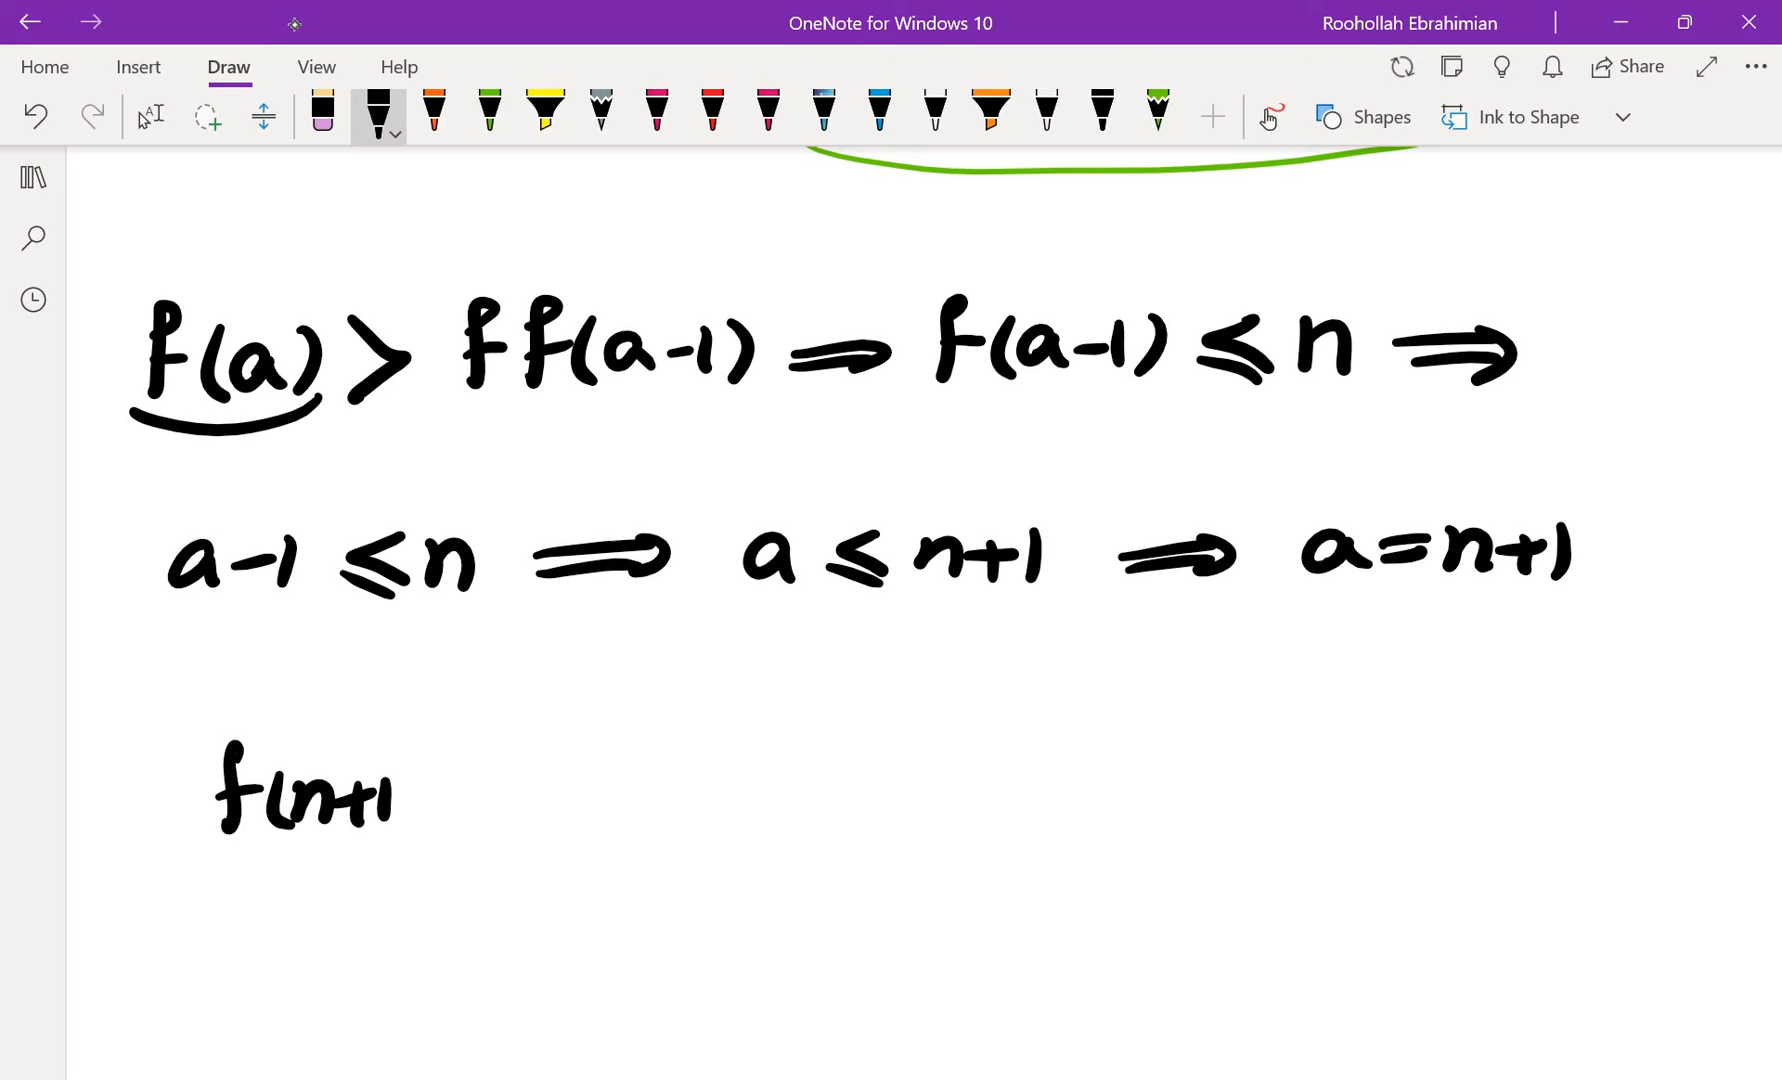 OneNote for Windows 10
Roohollah Ebrahimian
Home Insert Draw View Help
Share
Shapes
Ink to Shape
f(a) > ff(a-1) ⇒ f(a-1) ⩽ n ⇒
a-1 ⩽ n ⇒ a ⩽ n+1 ⇒ a=n+1
f(n+1